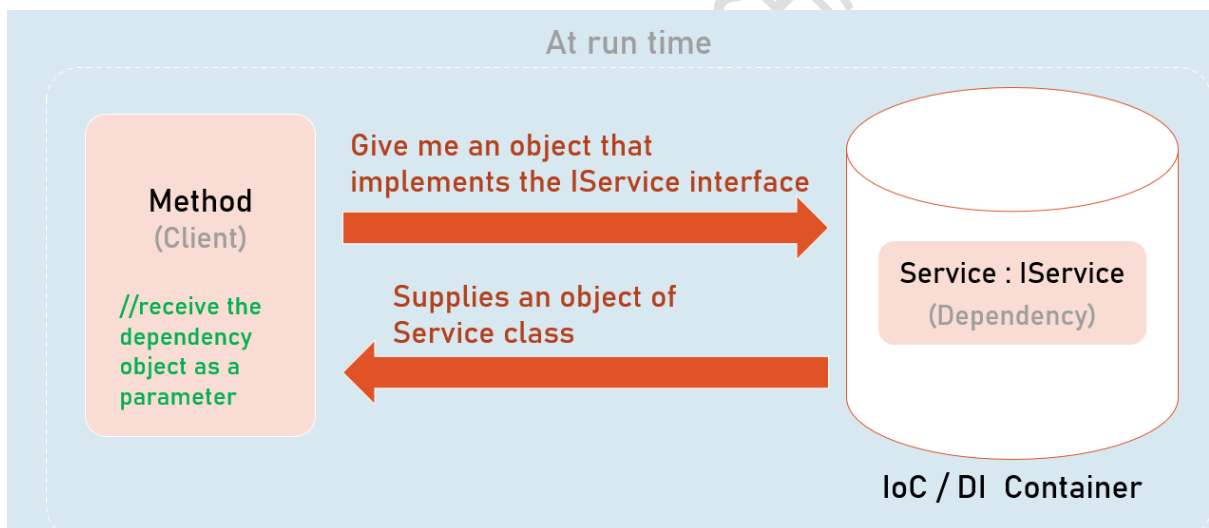 At run time
Give me an object that
implements the IService interface
Method
(Client)
Service : IService
(Dependency)
Supplies an object of
Service class
//receive the
dependency
object as a
parameter
IoC / DI Container